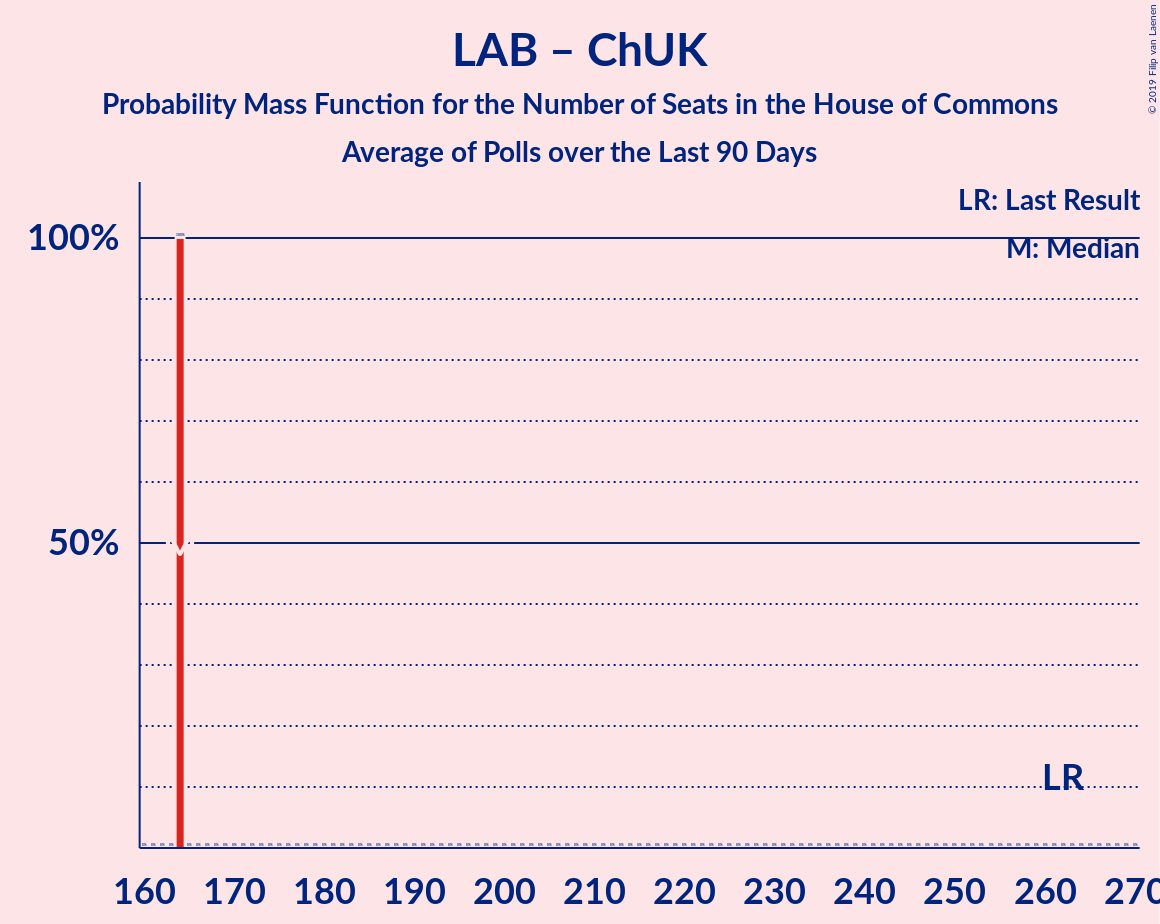 LAB – ChUK
Probability Mass Function for the Number of Seats in the House of Commons
Average of Polls over the Last 90 Days
© 2019 Filip van Laenen
LR: Last Result
M: Median
100%
50%
LR
160 170 180 190 200 210 220 230 240 250 260 270